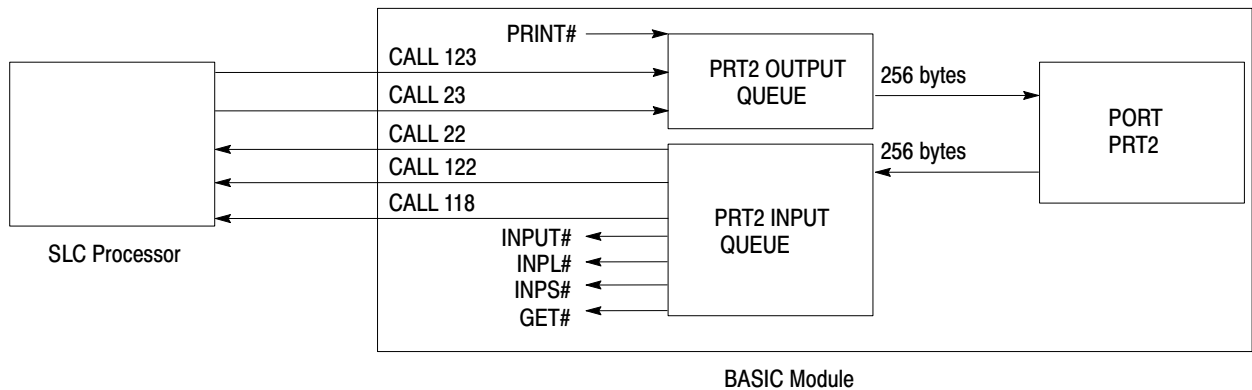 PRINT#
CALL 123
PRT2 OUTPUT
QUEUE
256 bytes
CALL 23
PORT
PRT2
CALL 22
256 bytes
CALL 122
CALL 118
PRT2 INPUT
QUEUE
INPUT#
INPL#
INPS#
GET#
SLC Processor
BASIC Module